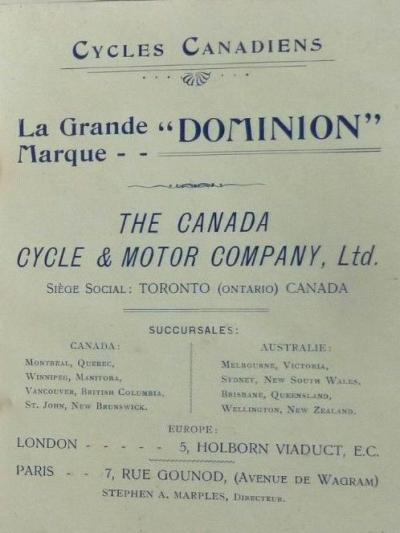 CYCLES CANADIENS
La Grande Marque - - "DOMINION"
THE CANADA
CYCLE & MOTOR COMPANY, Ltd.
SIÈGE SOCIAL: TORONTO (ONTARIO) CANADA
SUCCURSALES:
CANADA:
MONTREAL, QUEBEC,
WINNIPEG, MANITOBA,
VANCOUVER, BRITISH COLUMBIA,
ST. JOHN, NEW BRUNSWICK.
AUSTRALIE:
MELBOURNE, VICTORIA,
SYDNEY, NEW SOUTH WALES,
BRISBANE, QUEENSLAND,
WELLINGTON, NEW ZEALAND.
EUROPE:
LONDON - - - - - 5, HOLBORN VIADUCT, E.C.
PARIS - - 7, RUE GOUNOD, (AVENUE DE WAGRAM)
STEPHEN A. MARPLES, DIRECTEUR.